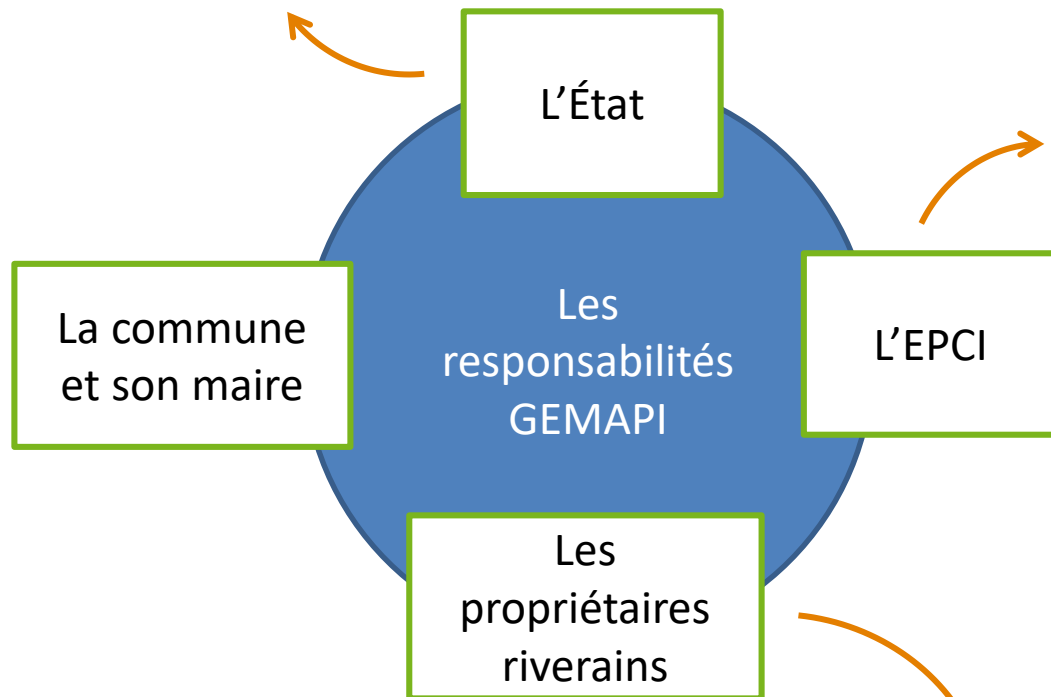 L’État
La commune
et son maire
Les
responsabilités
GEMAPI
L’EPCI
Les
propriétaires
riverains